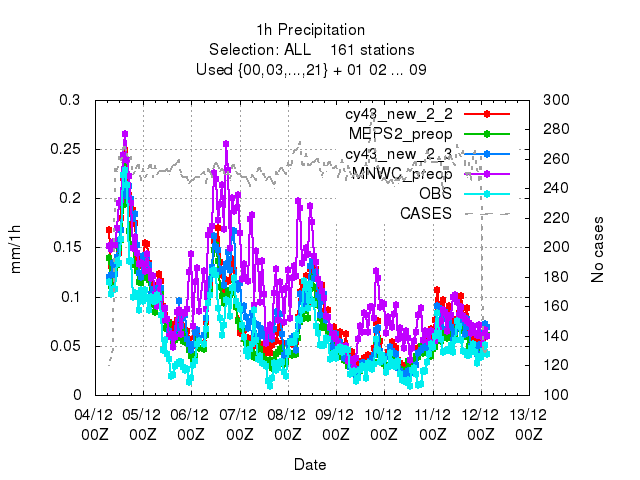 1h Precipitation
Selection: ALL    161 stations
Used {00,03,...,21} + 01 02 ... 09
cy43_new_2_2
MEPS2_preop
cy43_new_2_3
MNWC_preop
OBS
CASES
0.3
0.25
0.2
0.15
0.1
0.05
0
mm/1h
300
280
260
240
220
200
180
160
140
120
100
No cases
04/12 05/12 06/12 07/12 08/12 09/12 10/12 11/12 12/12 13/12
00Z 00Z 00Z 00Z 00Z 00Z 00Z 00Z 00Z 00Z
Date